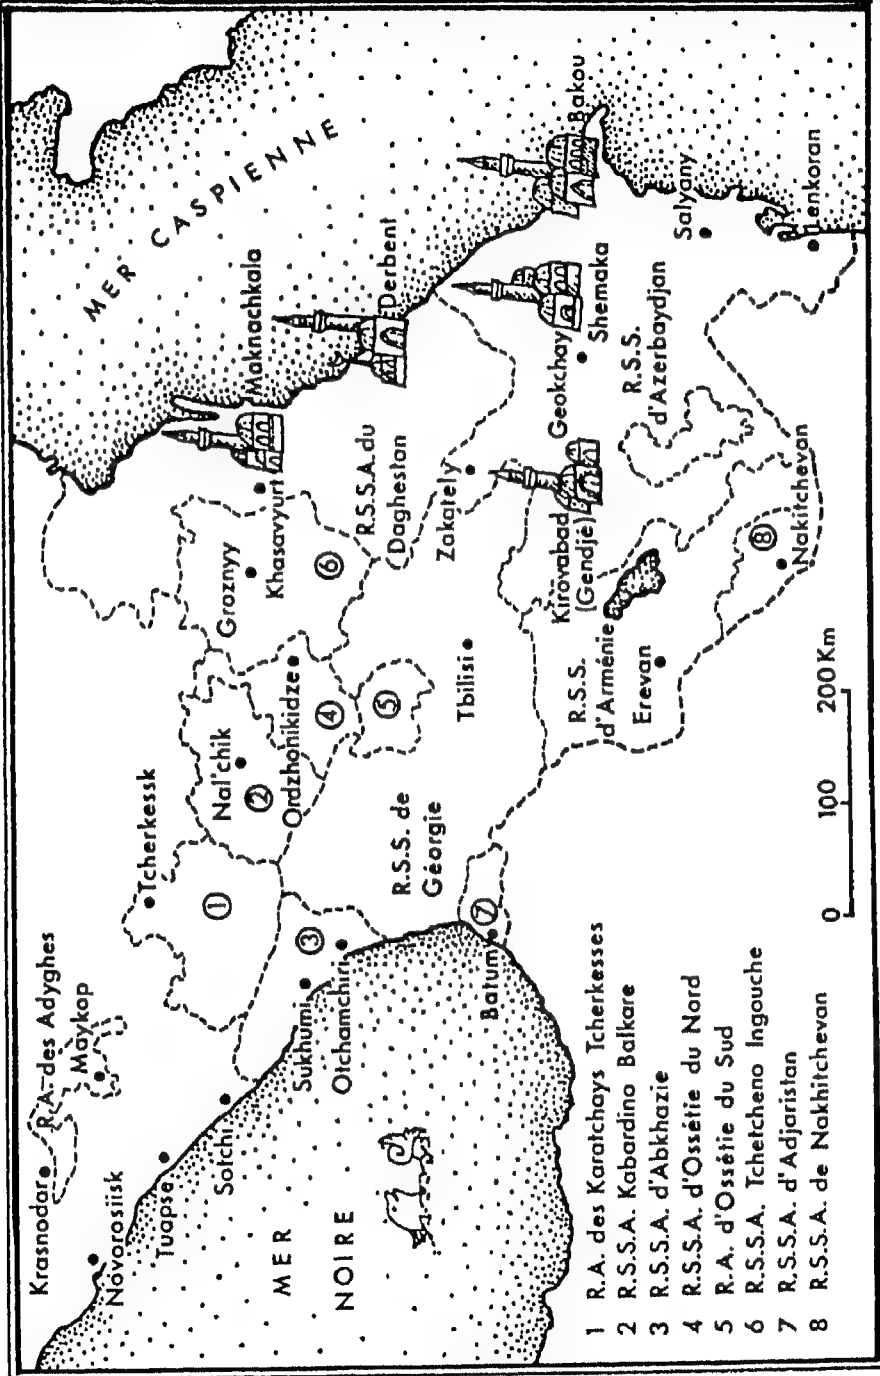 Krasnodar
R.A. des Adyghes
Maykop
Novorosiisk
Tuapse
Sotchi
Tcherkessk
1
Nal'chik
2
Ordzhonikidze
4
5
Groznyy
Khasavyurt
6
Maknachkala
MER CASPIENNE
Derbent
R.S.S.A. du
Daghestan
Sukhumi
Otchamchiri
3
MER
NOIRE
R.S.S. de
Géorgie
Tbilisi
Zakately
Batum
7
Geokchay
Shemaka
Bakou
Kirovabad
(Gendjé)
R.S.S.
d'Azerbaydjan
Salyany
R.S.S.
d'Arménie
Erevan
8
Nakitchevan
Lenkoran
1 R.A. des Karatchays Tcherkesses
2 R.S.S.A. Kabardino Balkare
3 R.S.S.A. d'Abkhazie
4 R.S.S.A. d'Ossétie du Nord
5 R.A. d'Ossétie du Sud
6 R.S.S.A. Tchetcheno Ingouche
7 R.S.S.A. d'Adjaristan
8 R.S.S.A. de Nakhitchevan
0 100 200 Km